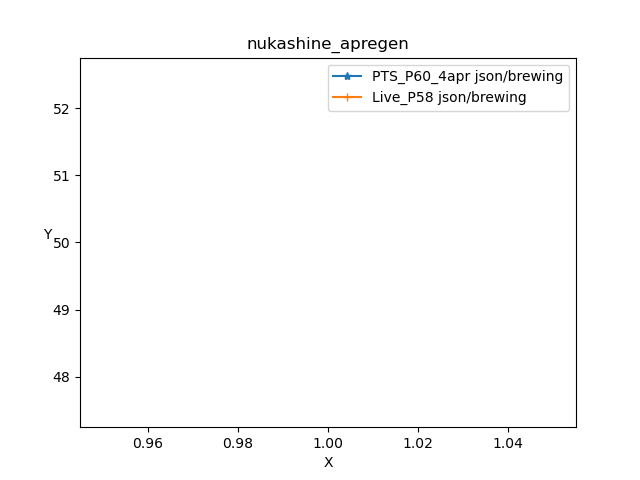 nukashine_apregen
PTS_P60_4apr json/brewing
Live_P58 json/brewing
52
51
Y
50
49
48
0.96 0.98 1.00 1.02 1.04
X